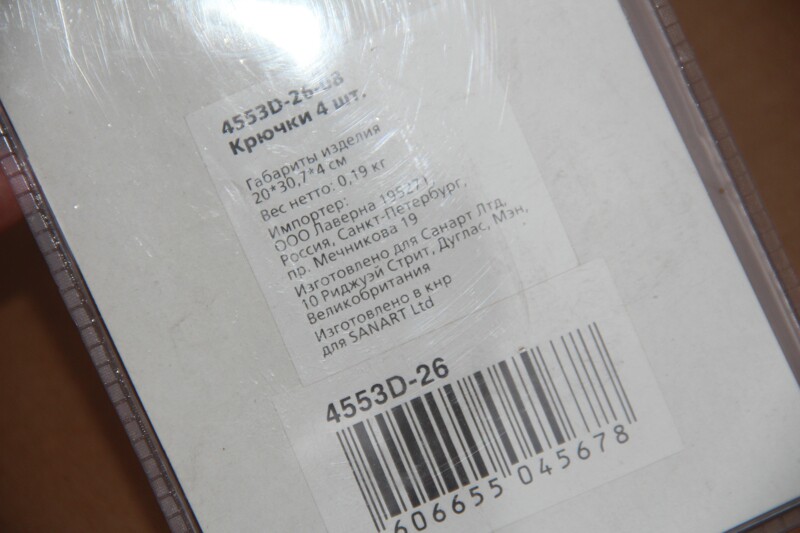 4553D-26-08
Крючки 4 шт.
Габариты изделия
20*30,7*4 см
Вес нетто: 0,19 кг
Импортер:
ООО Лаверна 195271,
Россия, Санкт-Петербург,
пр. Мечникова 19
Изготовлено для Санарт Лтд,
10 Риджуэй Стрит, Дуглас, Мэн,
Великобритания
Изготовлено в кнр
для SANART Ltd
4553D-26
606655 045678